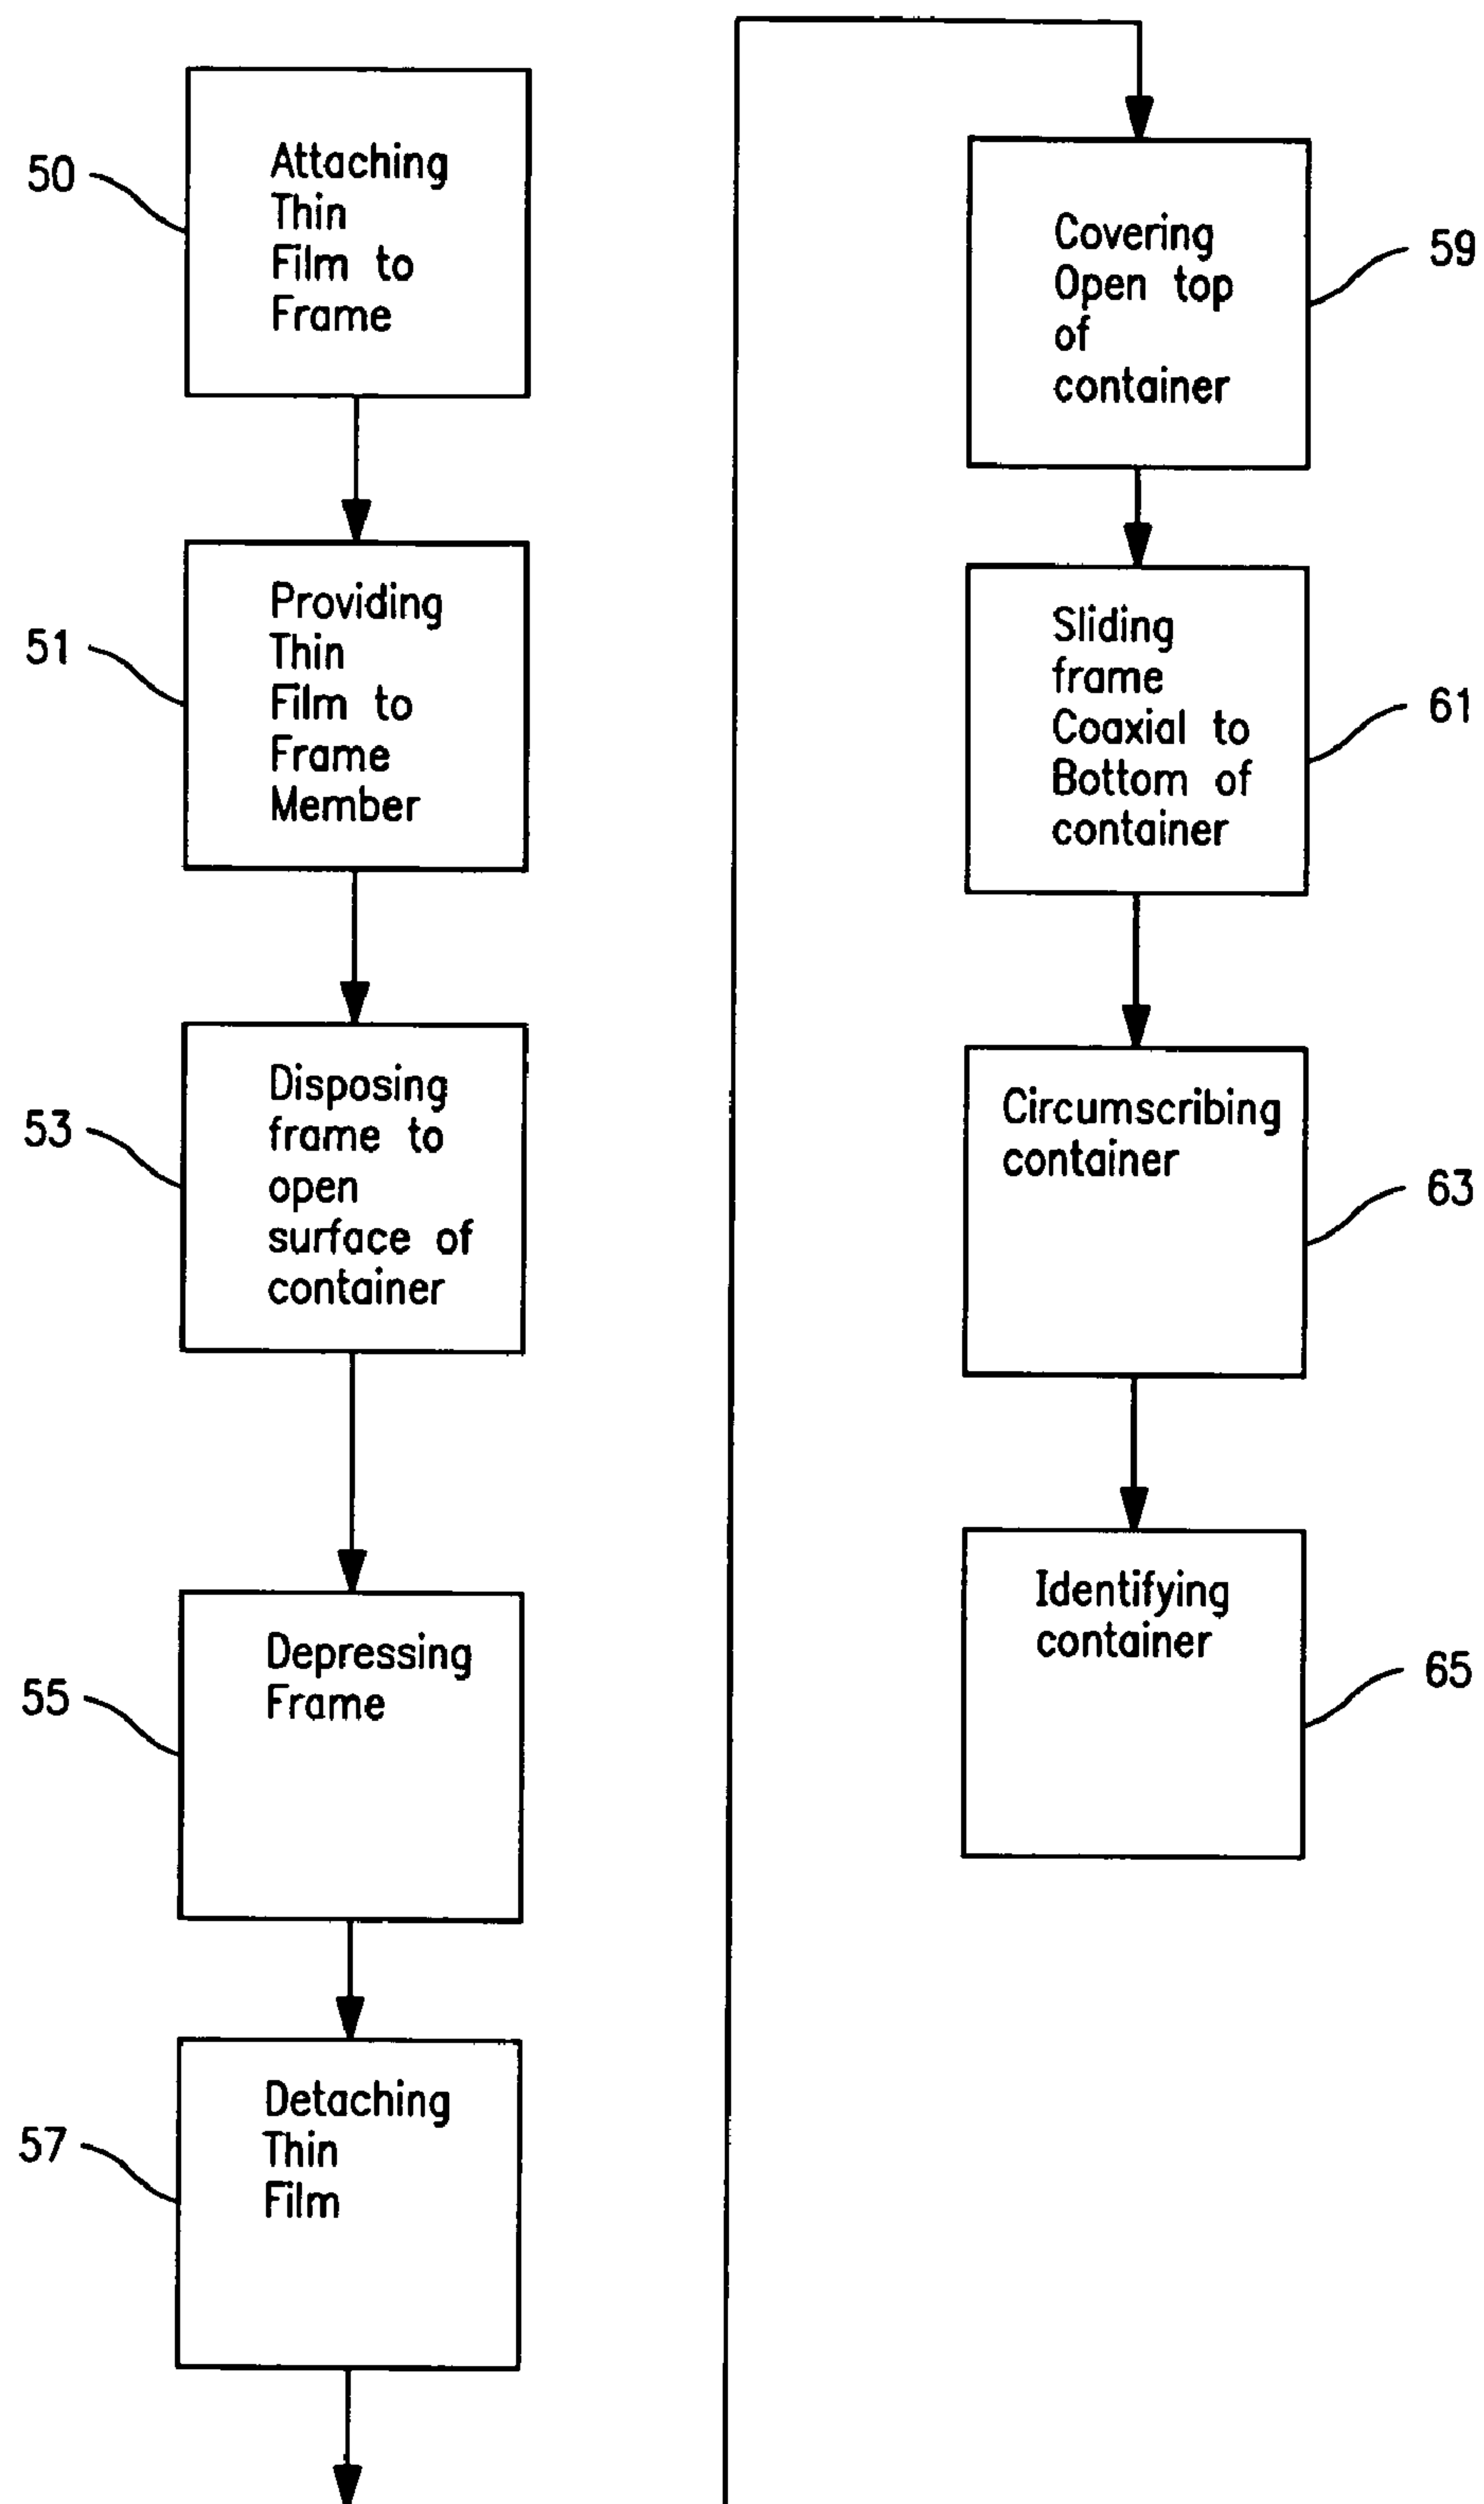 50
Attaching
Thin
Film to
Frame
51
Providing
Thin
Film to
Frame
Member
53
Disposing
frame to
open
surface of
container
55
Depressing
Frame
57
Detaching
Thin
Film
59
Covering
Open top
of
container
61
Sliding
frame
Coaxial to
Bottom of
container
63
Circumscribing
container
65
Identifying
container